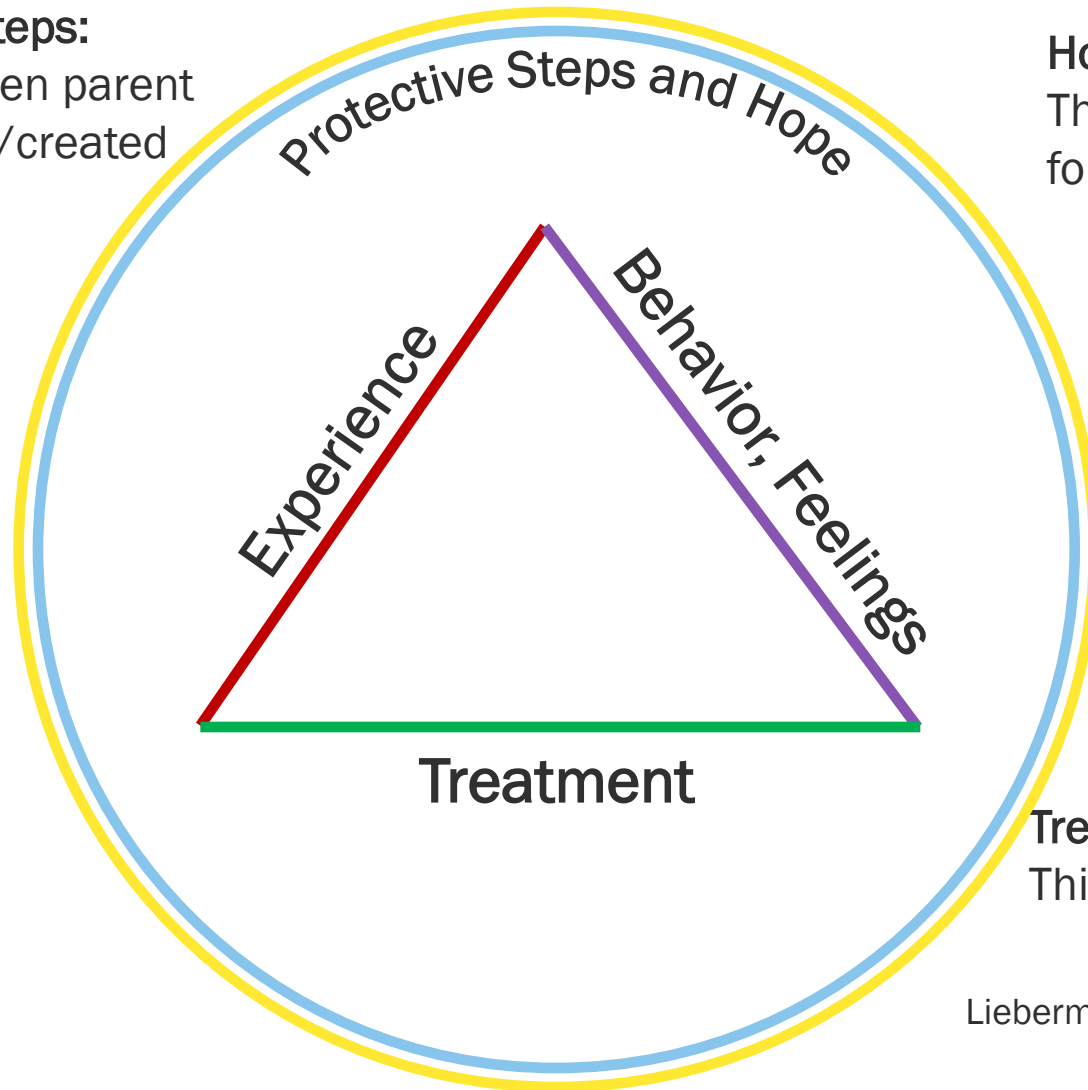 teps:
en parent
/created
Ho
Th
fo
Protective Steps and Hope
Experience
Behavior, Feelings
Treatment
Tre
Thi
Lieberm